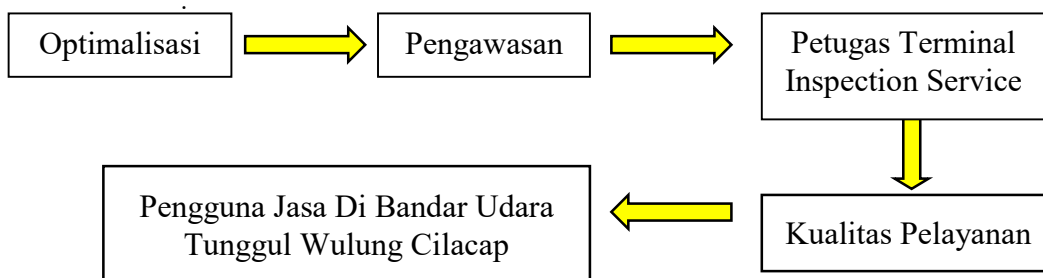 Optimalisasi
Pengawasan
Petugas Terminal
Inspection Service
Kualitas Pelayanan
Pengguna Jasa Di Bandar Udara
Tunggul Wulung Cilacap